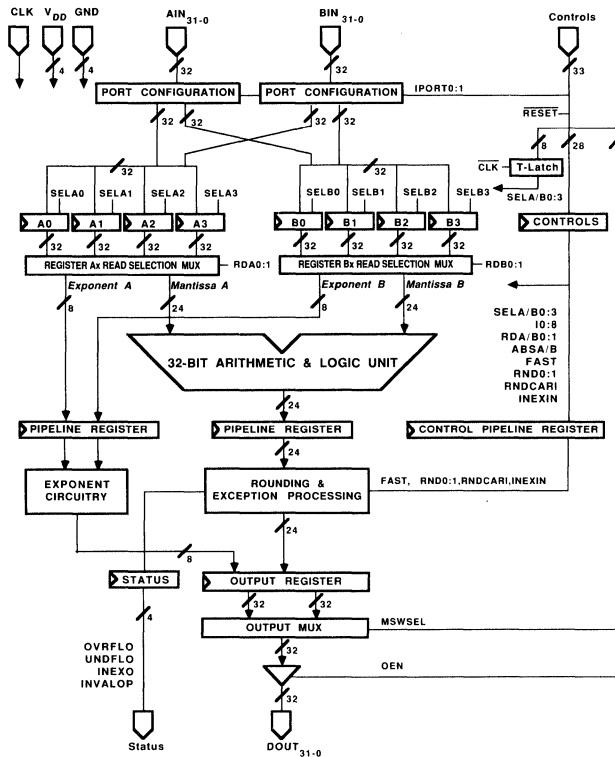 CLK VDD GND AIN31-0 BIN31-0 Controls
4 4 32 32 33
PORT CONFIGURATION PORT CONFIGURATION IPORT0:1
32 32 32 32
RESET
8 28
32 32
CLK T-Latch
SELA0 SELA1 SELA2 SELA3 SELB0 SELB1 SELB2 SELB3
SELA/B0:3
A0 A1 A2 A3 B0 B1 B2 B3 CONTROLS
32 32 32 32 32 32 32 32
REGISTER Ax READ SELECTION MUX RDA0:1 REGISTER Bx READ SELECTION MUX RDB0:1
Exponent A Mantissa A Exponent B Mantissa B
8 24 8 24
SELA/B0:3
I0:8
RDA/B0:1
ABSA/B
FAST
RND0:1
RNDCARI
INEXIN
32-BIT ARITHMETIC & LOGIC UNIT
24
PIPELINE REGISTER PIPELINE REGISTER CONTROL PIPELINE REGISTER
24
EXPONENT CIRCUITRY
ROUNDING & EXCEPTION PROCESSING
FAST, RND0:1,RNDCARI,INEXIN
24
8
STATUS OUTPUT REGISTER
4 32 32
OUTPUT MUX MSWSEL
OVRFLO
UNDFLO
INEXO
INVALOP
32
OEN
32
Status DOUT31-0